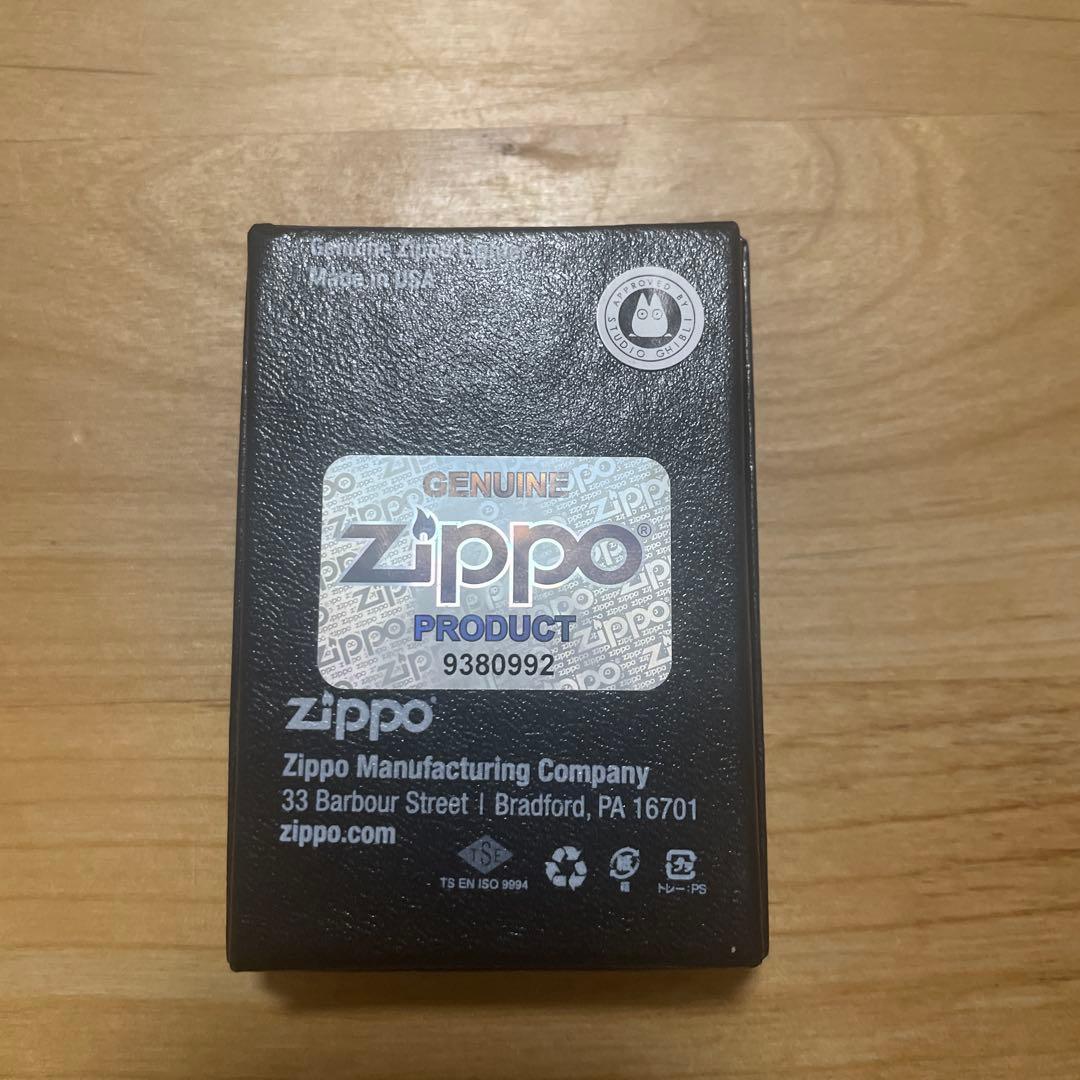 Genuine Zippo Lighter
Made in USA
APPROVED BY
STUDIO GHIBLI
GENUINE
zippo®
PRODUCT
9380992
zippo
Zippo Manufacturing Company
33 Barbour Street | Bradford, PA 16701
zippo.com
TSE
TS EN ISO 9994
紙
箱
プラ
トレー:PS